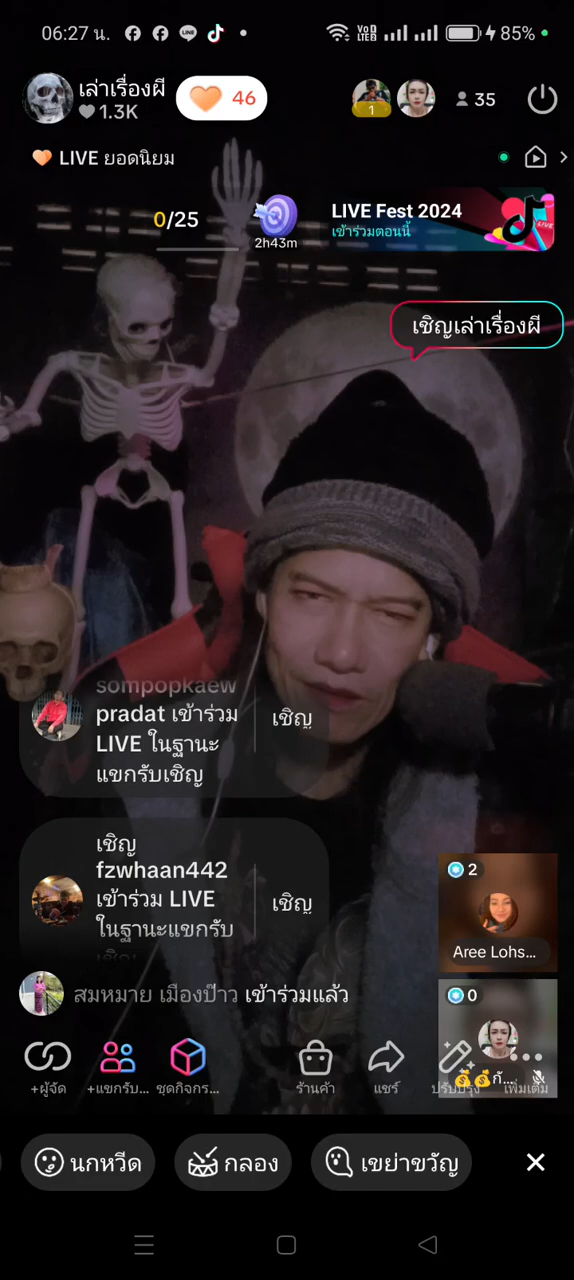 06:27 น.
VoD
LTE2
85%
เล่าเรื่องผี
1.3K
46
1
35
LIVE ยอดนิยม
0/25
2h43m
LIVE Fest 2024
เข้าร่วมตอนนี้
LIVE
เชิญเล่าเรื่องผี
sompopkaew
pradat เข้าร่วม
LIVE ในฐานะ
แขกรับเชิญ
เชิญ
เชิญ
fzwhaan442
เข้าร่วม LIVE
ในฐานะแขกรับ
เชิญ
เชิญ
2
Aree Lohs...
0
สมหมาย เมืองป๊าว เข้าร่วมแล้ว
+ผู้จัด
+แขกรับ...
ชุดกิจกร...
ร้านค้า
แชร์
ปรับปรุง
เพิ่มเติม
นกหวีด
กลอง
เขย่าขวัญ